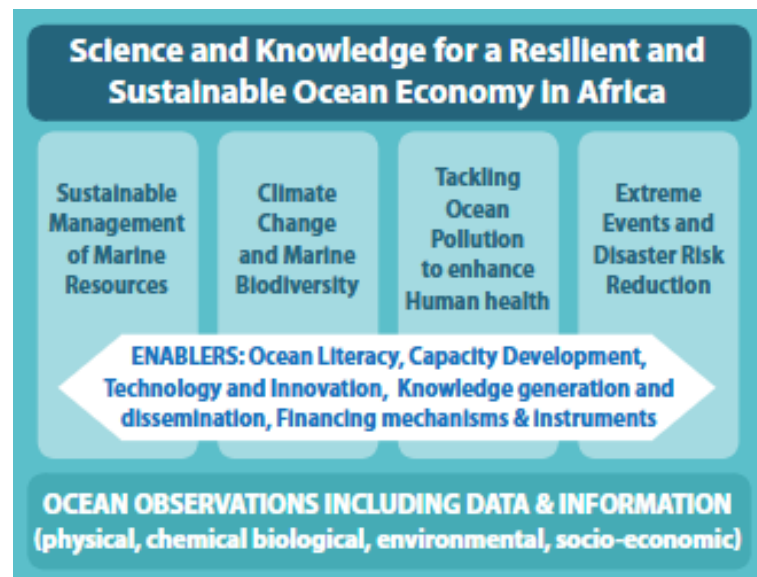 Science and Knowledge for a Resilient and
Sustainable Ocean Economy in Africa
Sustainable
Management
of Marine
Resources
Climate
Change
and Marine
Biodiversity
Tackling
Ocean
Pollution
to enhance
Human health
Extreme
Events and
Disaster Risk
Reduction
ENABLERS: Ocean Literacy, Capacity Development,
Technology and Innovation, Knowledge generation and
dissemination, Financing mechanisms & instruments
OCEAN OBSERVATIONS INCLUDING DATA & INFORMATION
(physical, chemical biological, environmental, socio-economic)